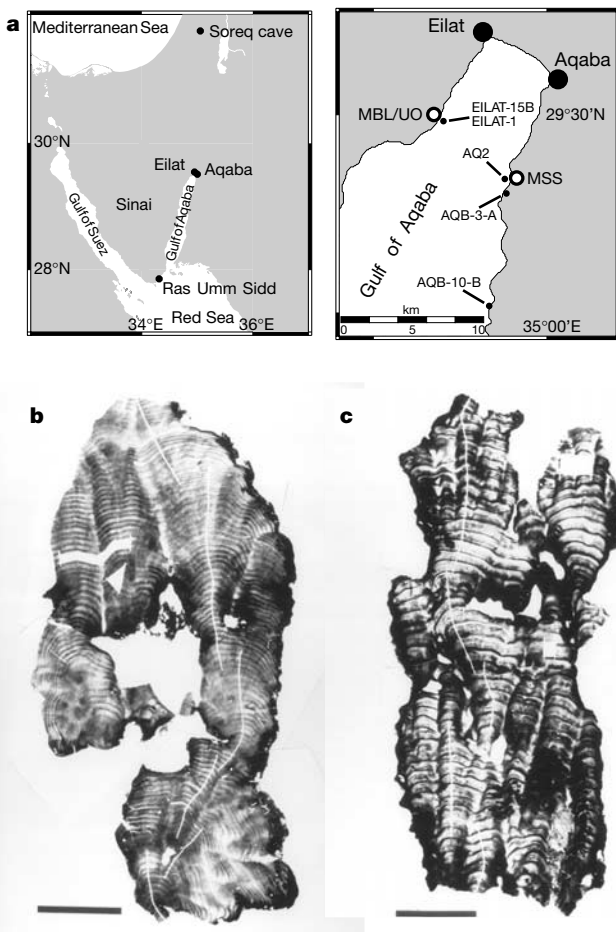 a
Mediterranean Sea
Soreq cave
30°N
Eilat
Aqaba
Sinai
Gulf of Suez
Gulf of Aqaba
28°N
Ras Umm Sidd
34°E
36°E
Red Sea
Eilat
Aqaba
MBL/UO
EILAT-15B
EILAT-1
29°30'N
AQ2
MSS
AQB-3-A
Gulf of Aqaba
AQB-10-B
km
0 5 10
35°00'E
b
c